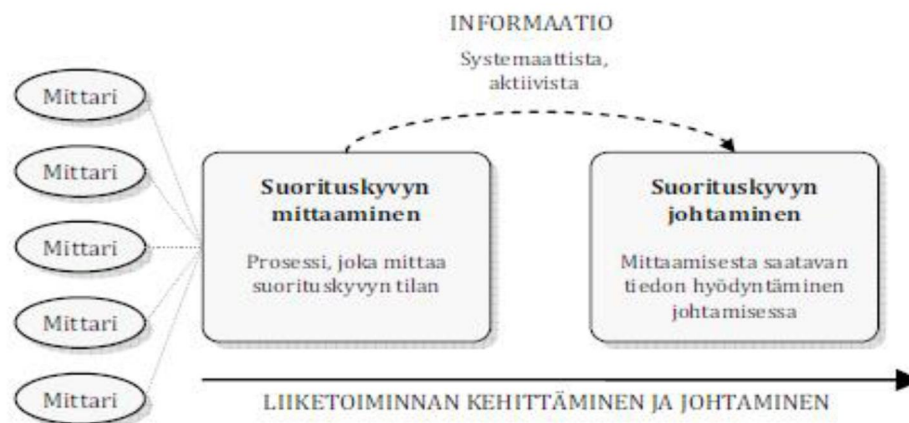 INFORMAATIO
Systemaattista,
aktiivista
Mittari
Mittari
Mittari
Mittari
Mittari
Suorituskyvyn
mittaaminen
Prosessi, joka mittaa
suorituskyvyn tilan
Suorituskyvyn
johtaminen
Mittaamisesta saatavan
tiedon hyödyntäminen
johtamisessa
LIIKETOIMINNAN KEHITTÄMINEN JA JOHTAMINEN